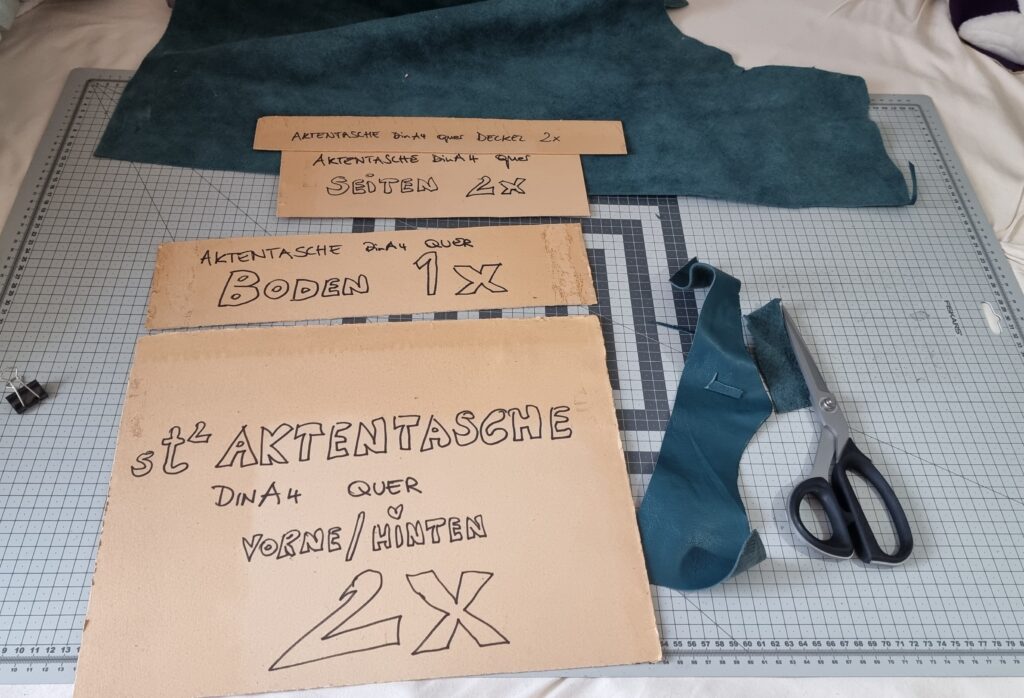 AKTENTASCHE DinA4 quer DECKEL 2x
AKTENTASCHE DinA4 quer
SEiTEN 2x
AKTENTASCHE DinA4 QUER
BODEN 1x
st² AKTENTASCHE
DinA4 QUER
VORNE/HiNTEN
2X
FISKARS